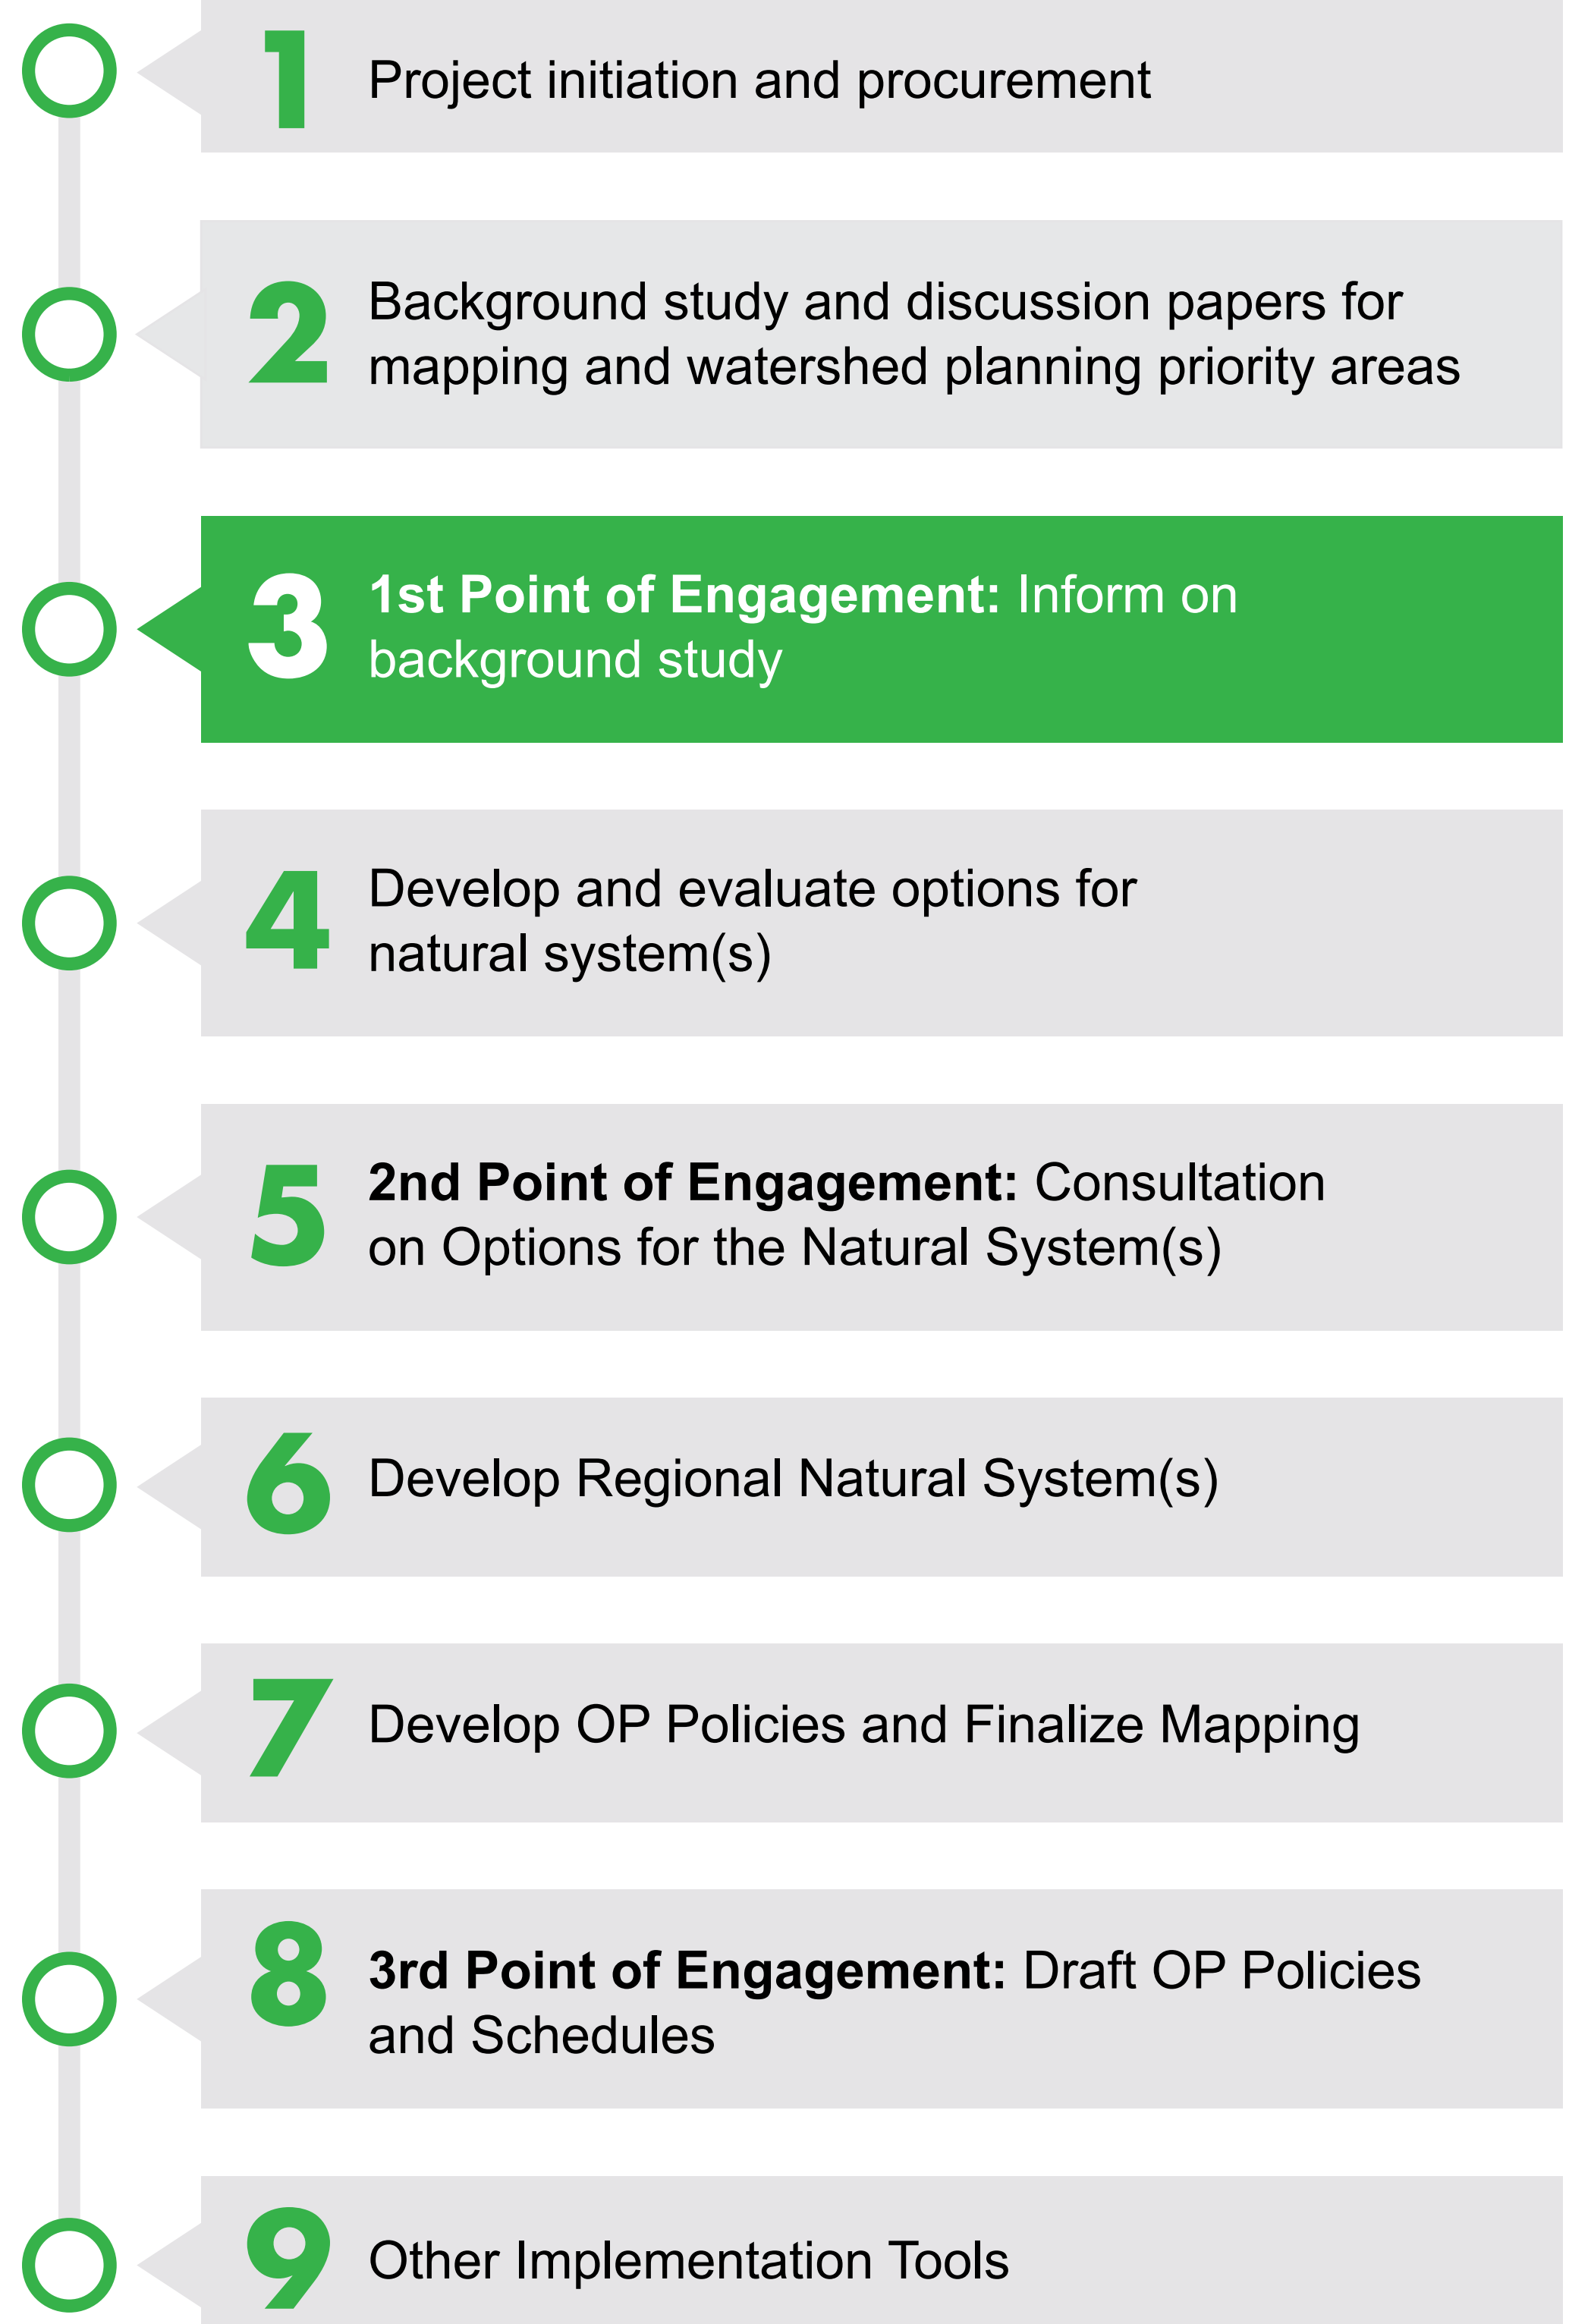 1 Project initiation and procurement
2 Background study and discussion papers for
mapping and watershed planning priority areas
3 1st Point of Engagement: Inform on
background study
4 Develop and evaluate options for
natural system(s)
5 2nd Point of Engagement: Consultation
on Options for the Natural System(s)
6 Develop Regional Natural System(s)
7 Develop OP Policies and Finalize Mapping
8 3rd Point of Engagement: Draft OP Policies
and Schedules
9 Other Implementation Tools